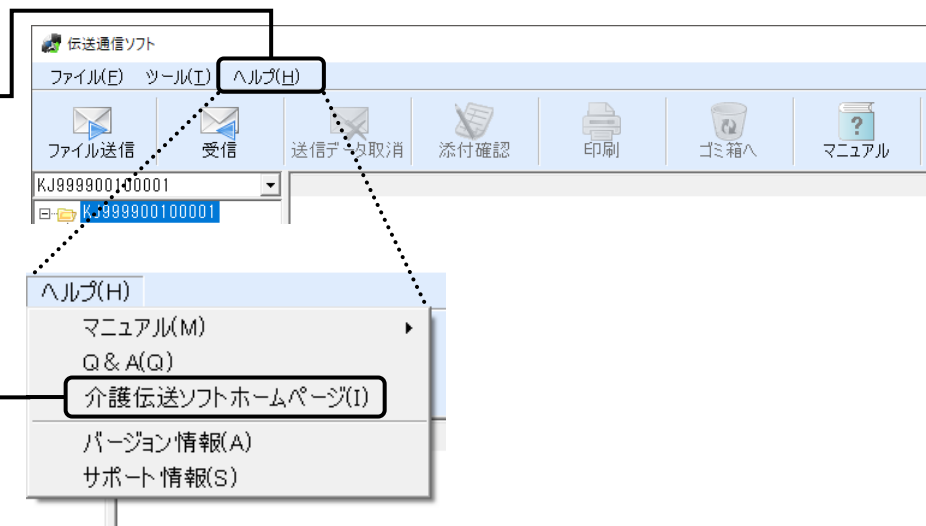 伝送通信ソフト
ファイル(F) ツール(T) ヘルプ(H)
ファイル送信 受信 送信データ取消 添付確認 印刷 ゴミ箱へ マニュアル
KJ999900100001
KJ999900100001
ヘルプ(H)
マニュアル(M)
Q & A(Q)
介護伝送ソフトホームページ(I)
バージョン情報(A)
サポート情報(S)